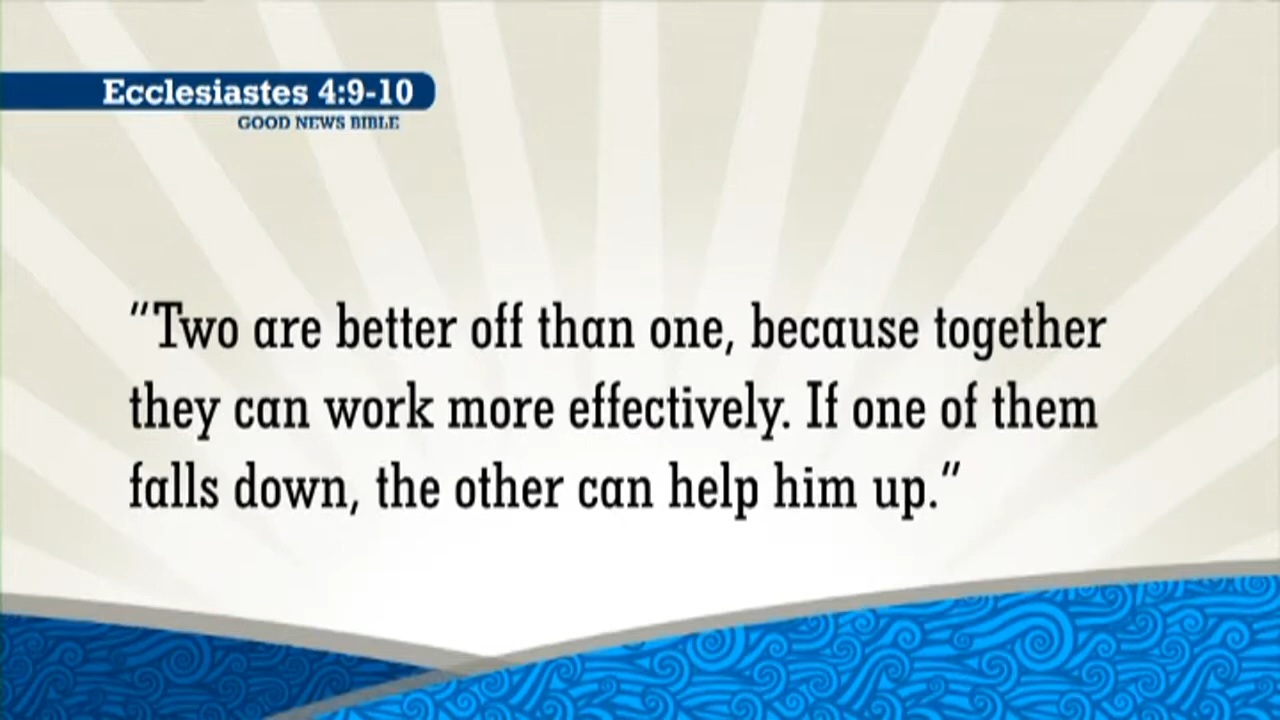 Ecclesiastes 4:9-10
GOOD NEWS BIBLE
"Two are better off than one, because together
they can work more effectively. If one of them
falls down, the other can help him up."